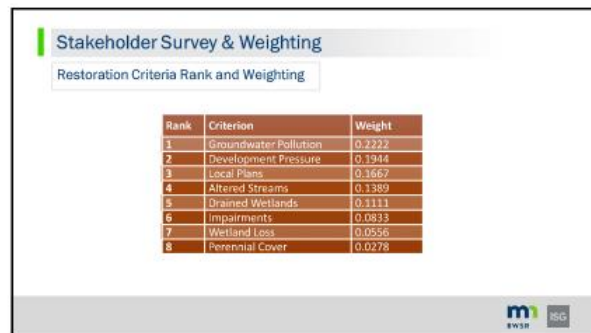 Stakeholder Survey & Weighting
Restoration Criteria Rank and Weighting
Rank Criterion Weight
1 Groundwater Pollution 0.2222
2 Development Pressure 0.1944
3 Local Plans 0.1667
4 Altered Streams 0.1389
5 Drained Wetlands 0.1111
6 Impairments 0.0833
7 Wetland Loss 0.0556
8 Perennial Cover 0.0278
mn ISG
BWSR